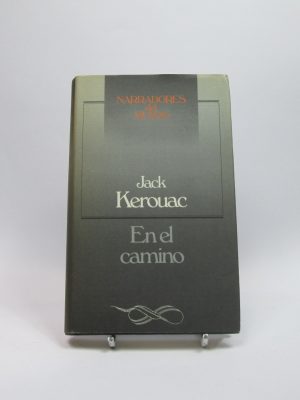 NARRADORES
del
MUNDO
Jack
Kerouac
En el
camino